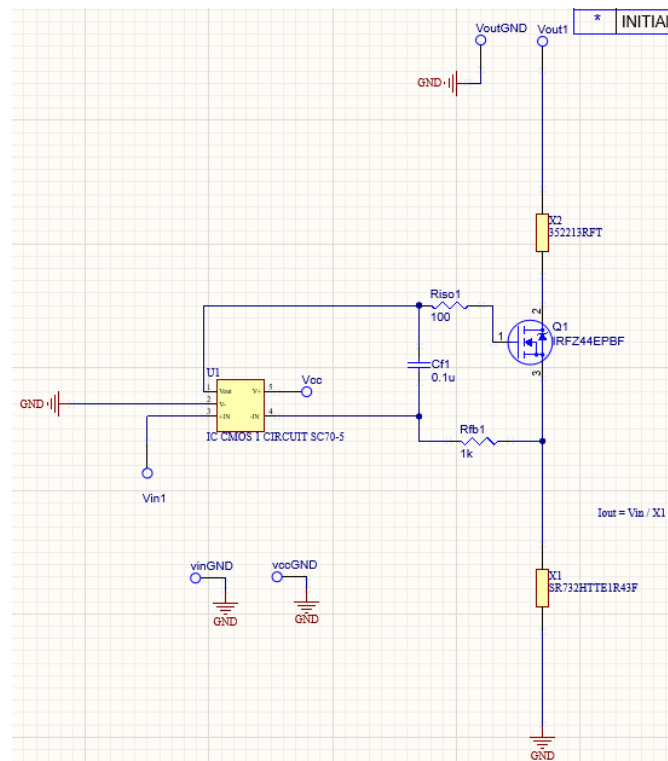 * INITIAL
VoutGND
Vout1
GND
X2
352213RFT
Riso1
100
Q1
IRFZ44EPBF
1
2
3
Cf1
0.1u
U1
Vcc
1 Vout V+ 5
2 V-
3 +IN -IN 4
GND
IC CMOS 1 CIRCUIT SC70-5
Rfb1
1k
Vin1
Iout = Vin / X1
vinGND
vccGND
GND
GND
X1
SR732HTTE1R43F
GND